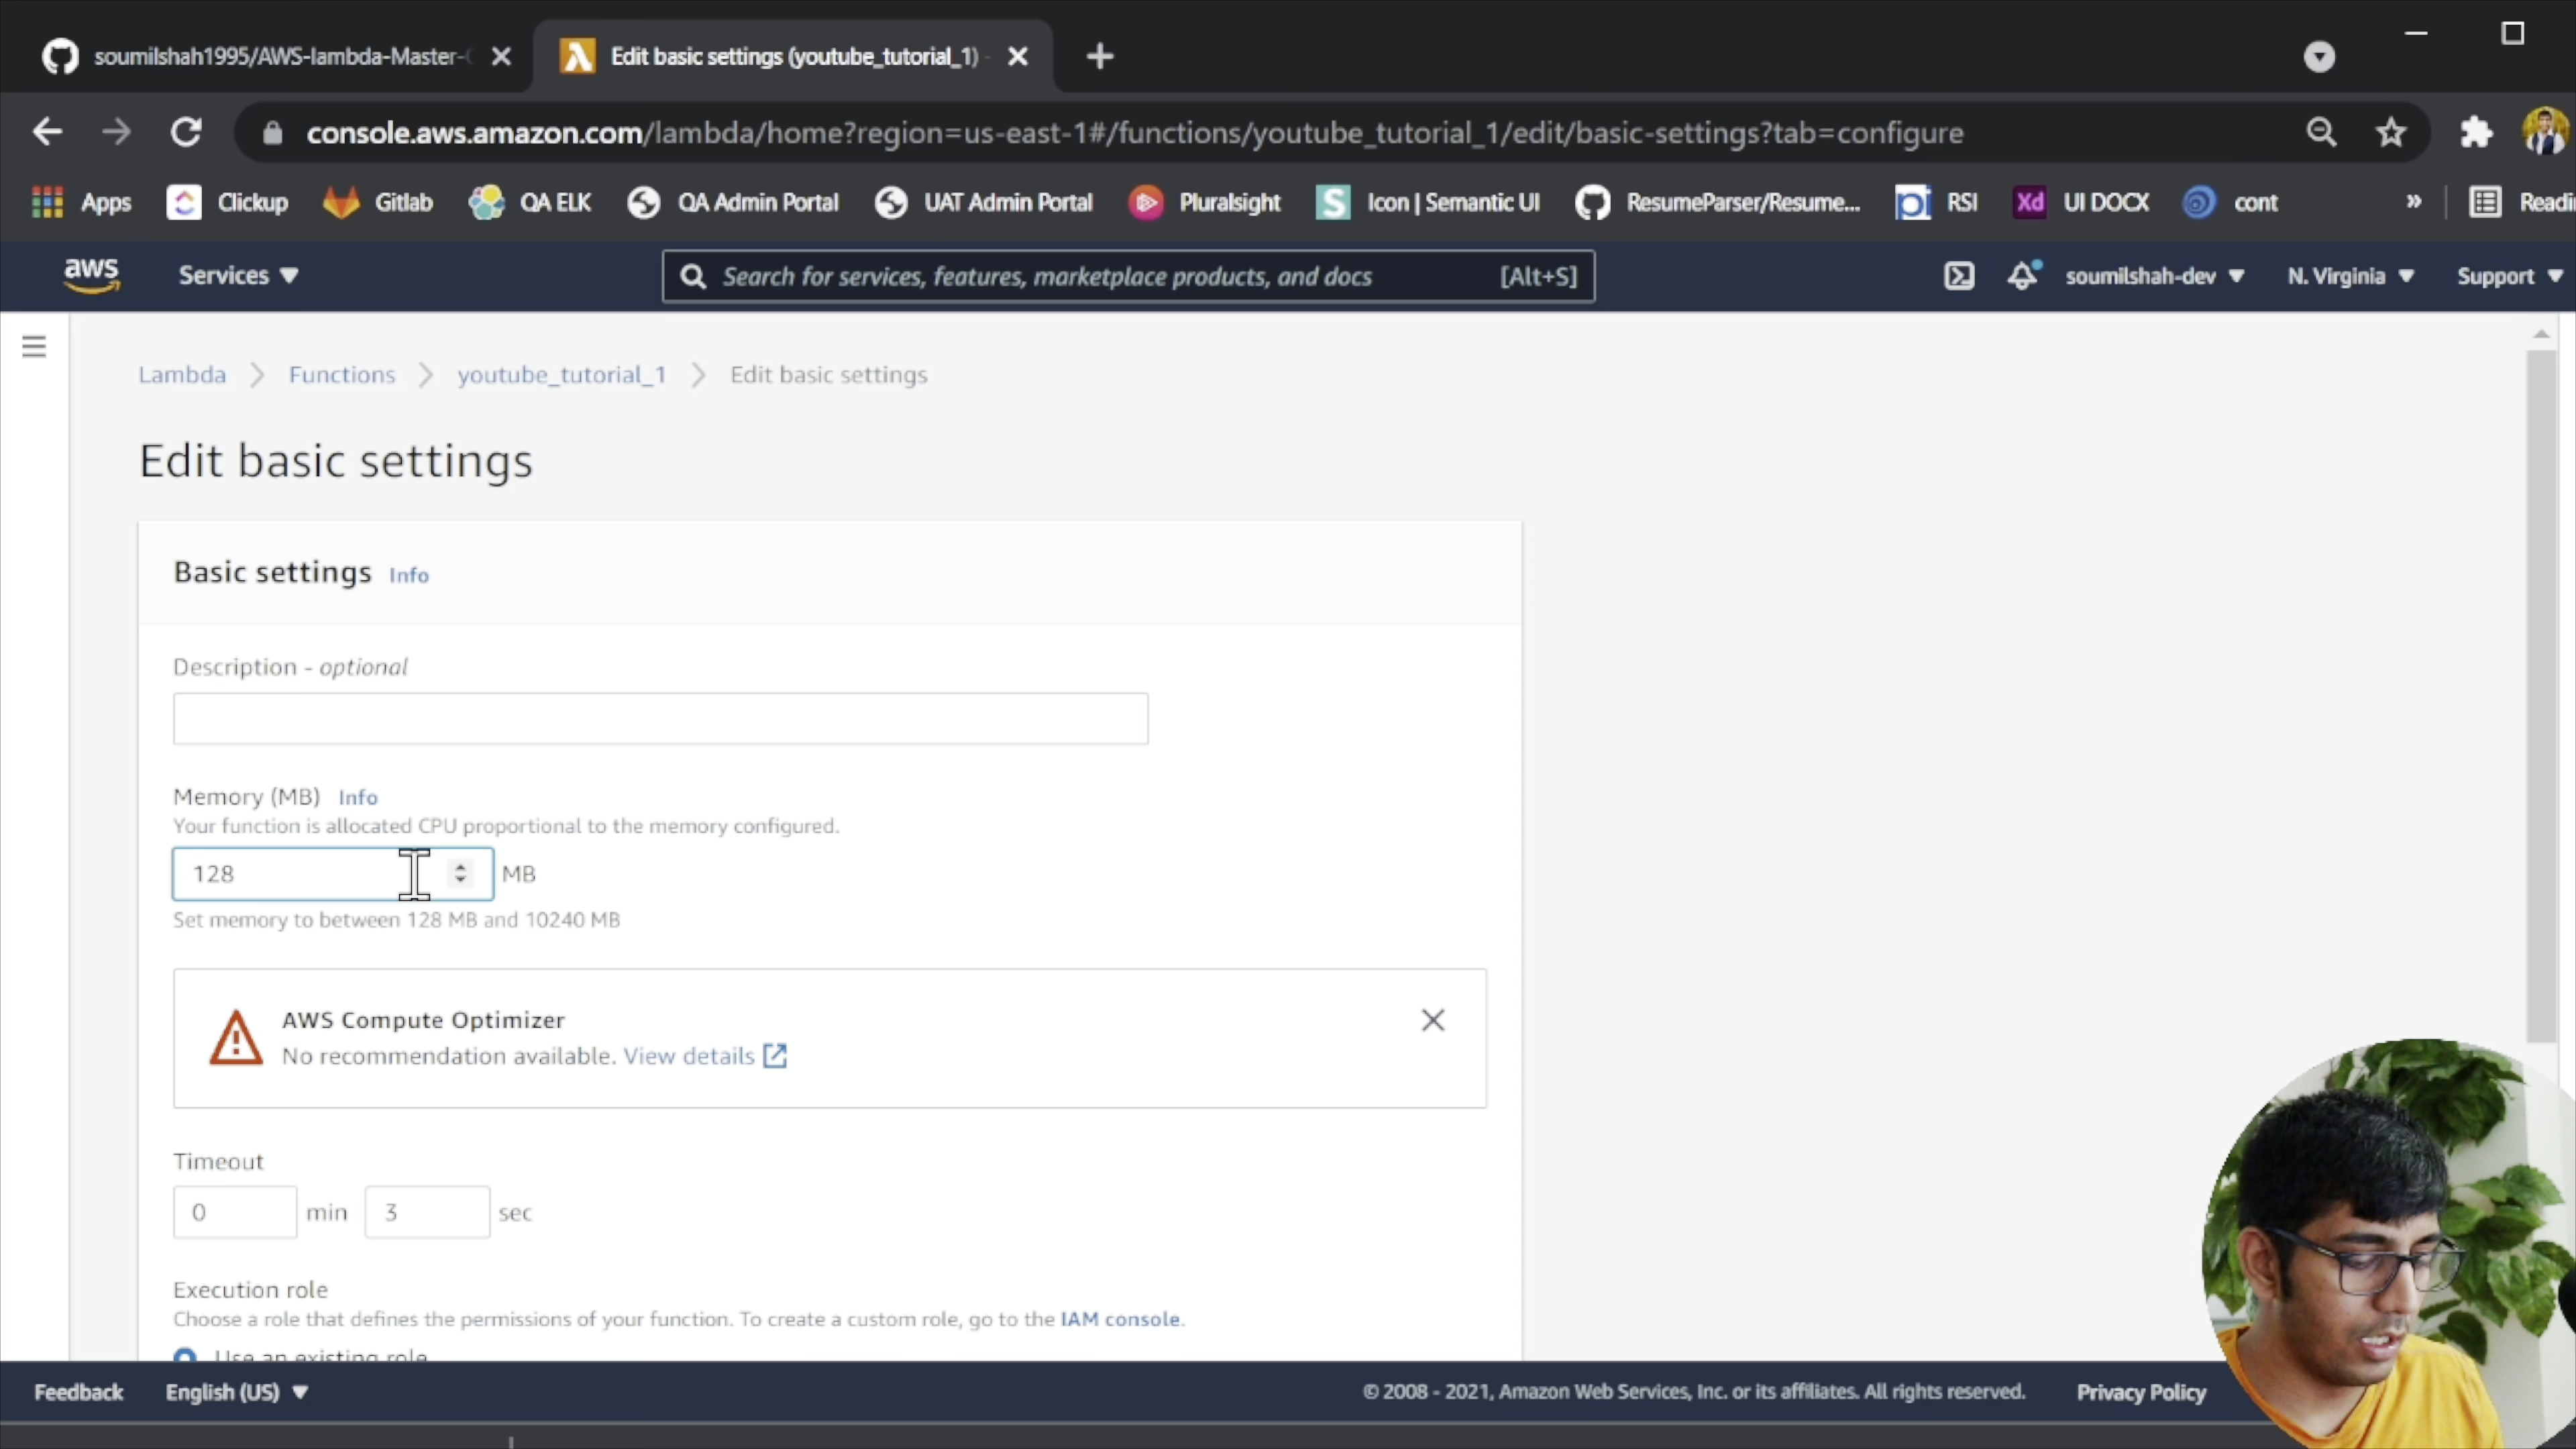 soumilshah1995/AWS-lambda-Master-
Edit basic settings (youtube_tutorial_1) -
console.aws.amazon.com/lambda/home?region=us-east-1#/functions/youtube_tutorial_1/edit/basic-settings?tab=configure
Apps Clickup Gitlab QA ELK QA Admin Portal UAT Admin Portal Pluralsight Icon | Semantic UI ResumeParser/Resume... RSI Xd UI DOCX cont » Readi
aws Services Search for services, features, marketplace products, and docs [Alt+S] soumilshah-dev N. Virginia Support
Lambda Functions youtube_tutorial_1 Edit basic settings
Edit basic settings
Basic settings Info
Description - optional
Memory (MB) Info
Your function is allocated CPU proportional to the memory configured.
128 MB
Set memory to between 128 MB and 10240 MB
AWS Compute Optimizer
No recommendation available. View details
Timeout
0 min 3 sec
Execution role
Choose a role that defines the permissions of your function. To create a custom role, go to the IAM console.
Use an existing role
Feedback English (US) © 2008 - 2021, Amazon Web Services, Inc. or its affiliates. All rights reserved. Privacy Policy